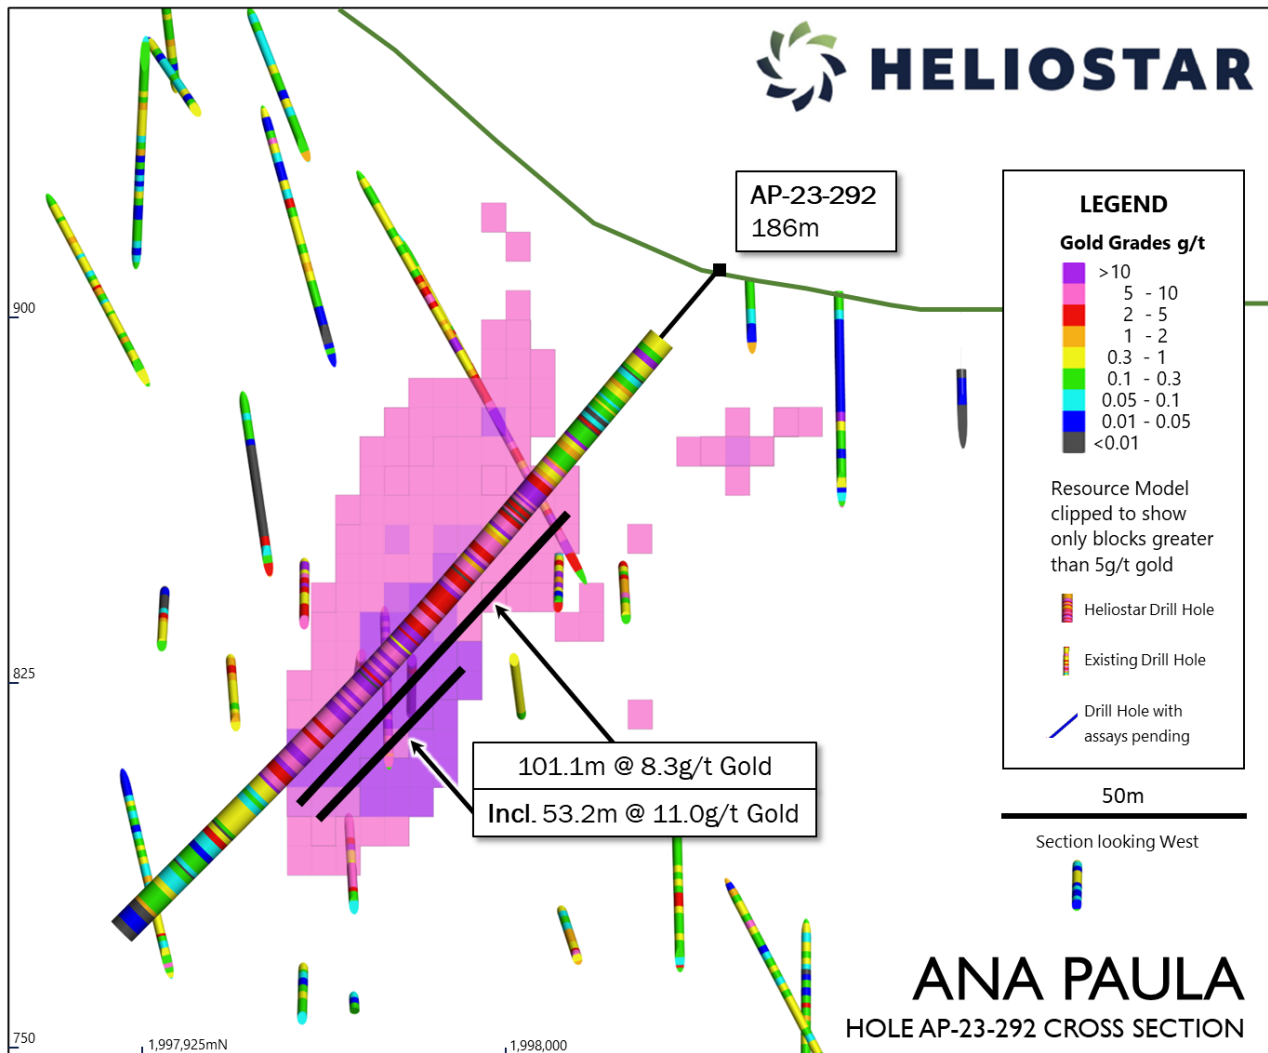 HELIOSTAR
AP-23-292
186m
LEGEND
Gold Grades g/t
>10
5 - 10
2 - 5
1 - 2
0.3 - 1
0.1 - 0.3
0.05 - 0.1
0.01 - 0.05
<0.01
Resource Model
clipped to show
only blocks greater
than 5g/t gold
Heliostar Drill Hole
Existing Drill Hole
Drill Hole with
assays pending
900
825
750
101.1m @ 8.3g/t Gold
Incl. 53.2m @ 11.0g/t Gold
50m
Section looking West
ANA PAULA
HOLE AP-23-292 CROSS SECTION
1,997,925mN
1,998,000